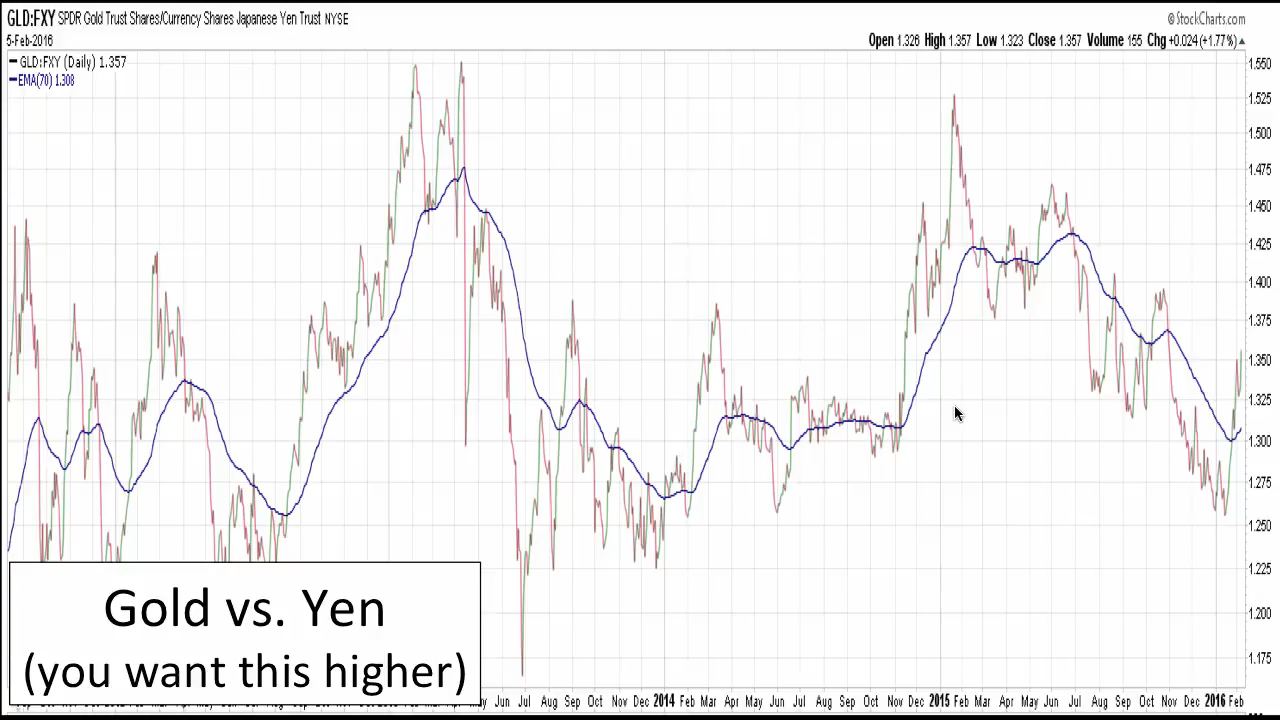 GLD:FXY SPDR Gold Trust Shares/Currency Shares Japanese Yen Trust NYSE
© StockCharts.com
5-Feb-2016
Open 1.326 High 1.357 Low 1.323 Close 1.357 Volume 155 Chg +0.024 (+1.77%)
GLD:FXY (Daily) 1.357
EMA(70) 1.308
1.550
1.525
1.500
1.475
1.450
1.425
1.400
1.375
1.350
1.325
1.300
1.275
1.250
1.225
1.200
1.175
Gold vs. Yen
(you want this higher)
Jul Aug Sep Oct Nov Dec 2014 Feb Mar Apr May Jun Jul Aug Sep Oct Nov Dec 2015 Feb Mar Apr May Jun Jul Aug Sep Oct Nov Dec 2016 Feb